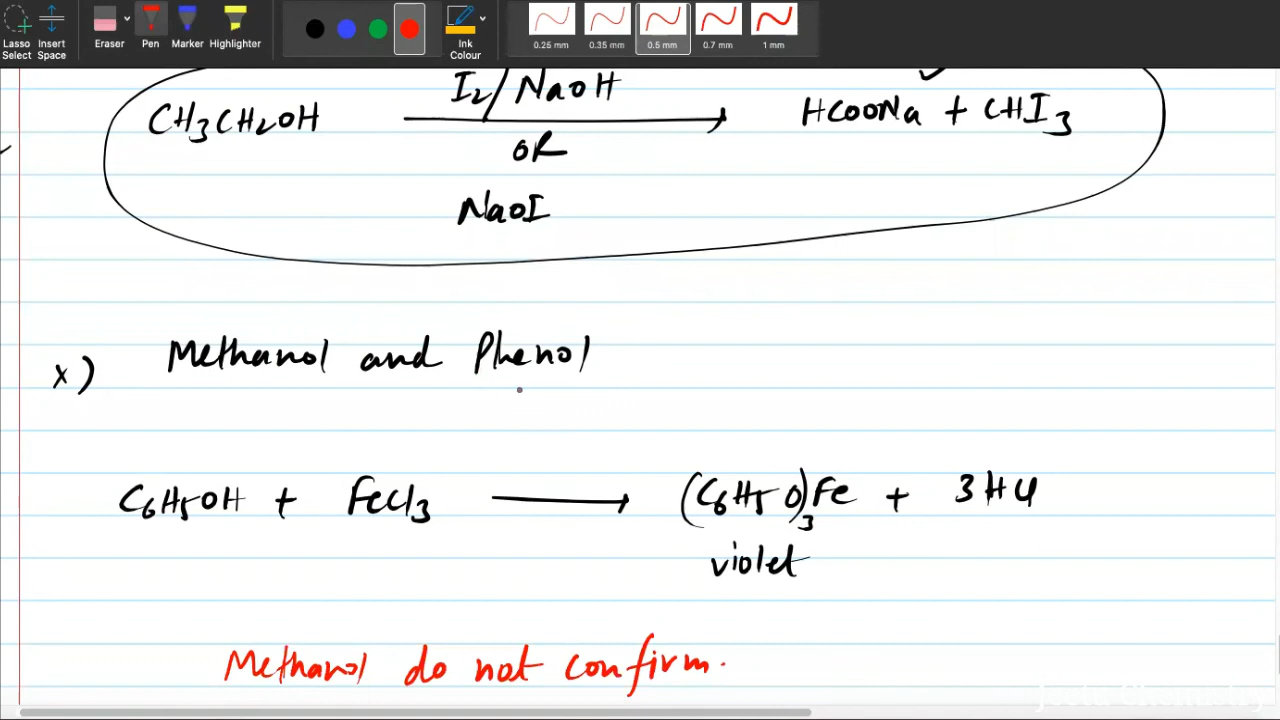 Lasso Select
Insert Space
Eraser
Pen
Marker
Highlighter
Ink Colour
0.25 mm
0.35 mm
0.5 mm
0.7 mm
1 mm
I2/NaOH
CH3CH2OH
HCOONa + CHI3
OR
NaOI
x) Methanol and Phenol
C6H5OH + FeCl3 → (C6H5O)3Fe + 3HCl
violet
Methanol do not confirm.